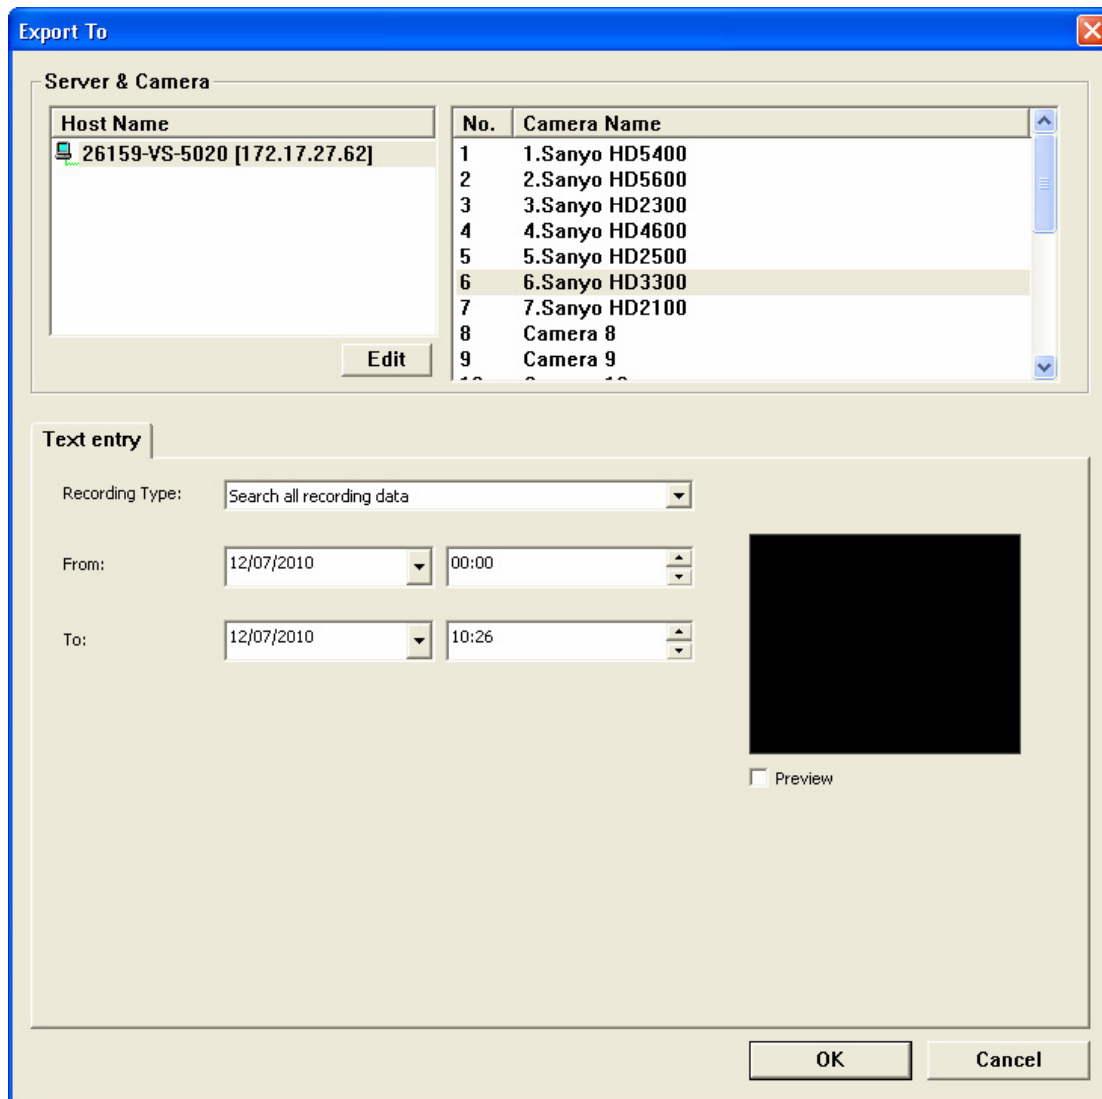 Export To
Server & Camera
Host Name
26159-VS-5020 [172.17.27.62]
Edit
No. Camera Name
1 1.Sanyo HD5400
2 2.Sanyo HD5600
3 3.Sanyo HD2300
4 4.Sanyo HD4600
5 5.Sanyo HD2500
6 6.Sanyo HD3300
7 7.Sanyo HD2100
8 Camera 8
9 Camera 9
Text entry
Recording Type: Search all recording data
From: 12/07/2010 00:00
To: 12/07/2010 10:26
Preview
OK Cancel